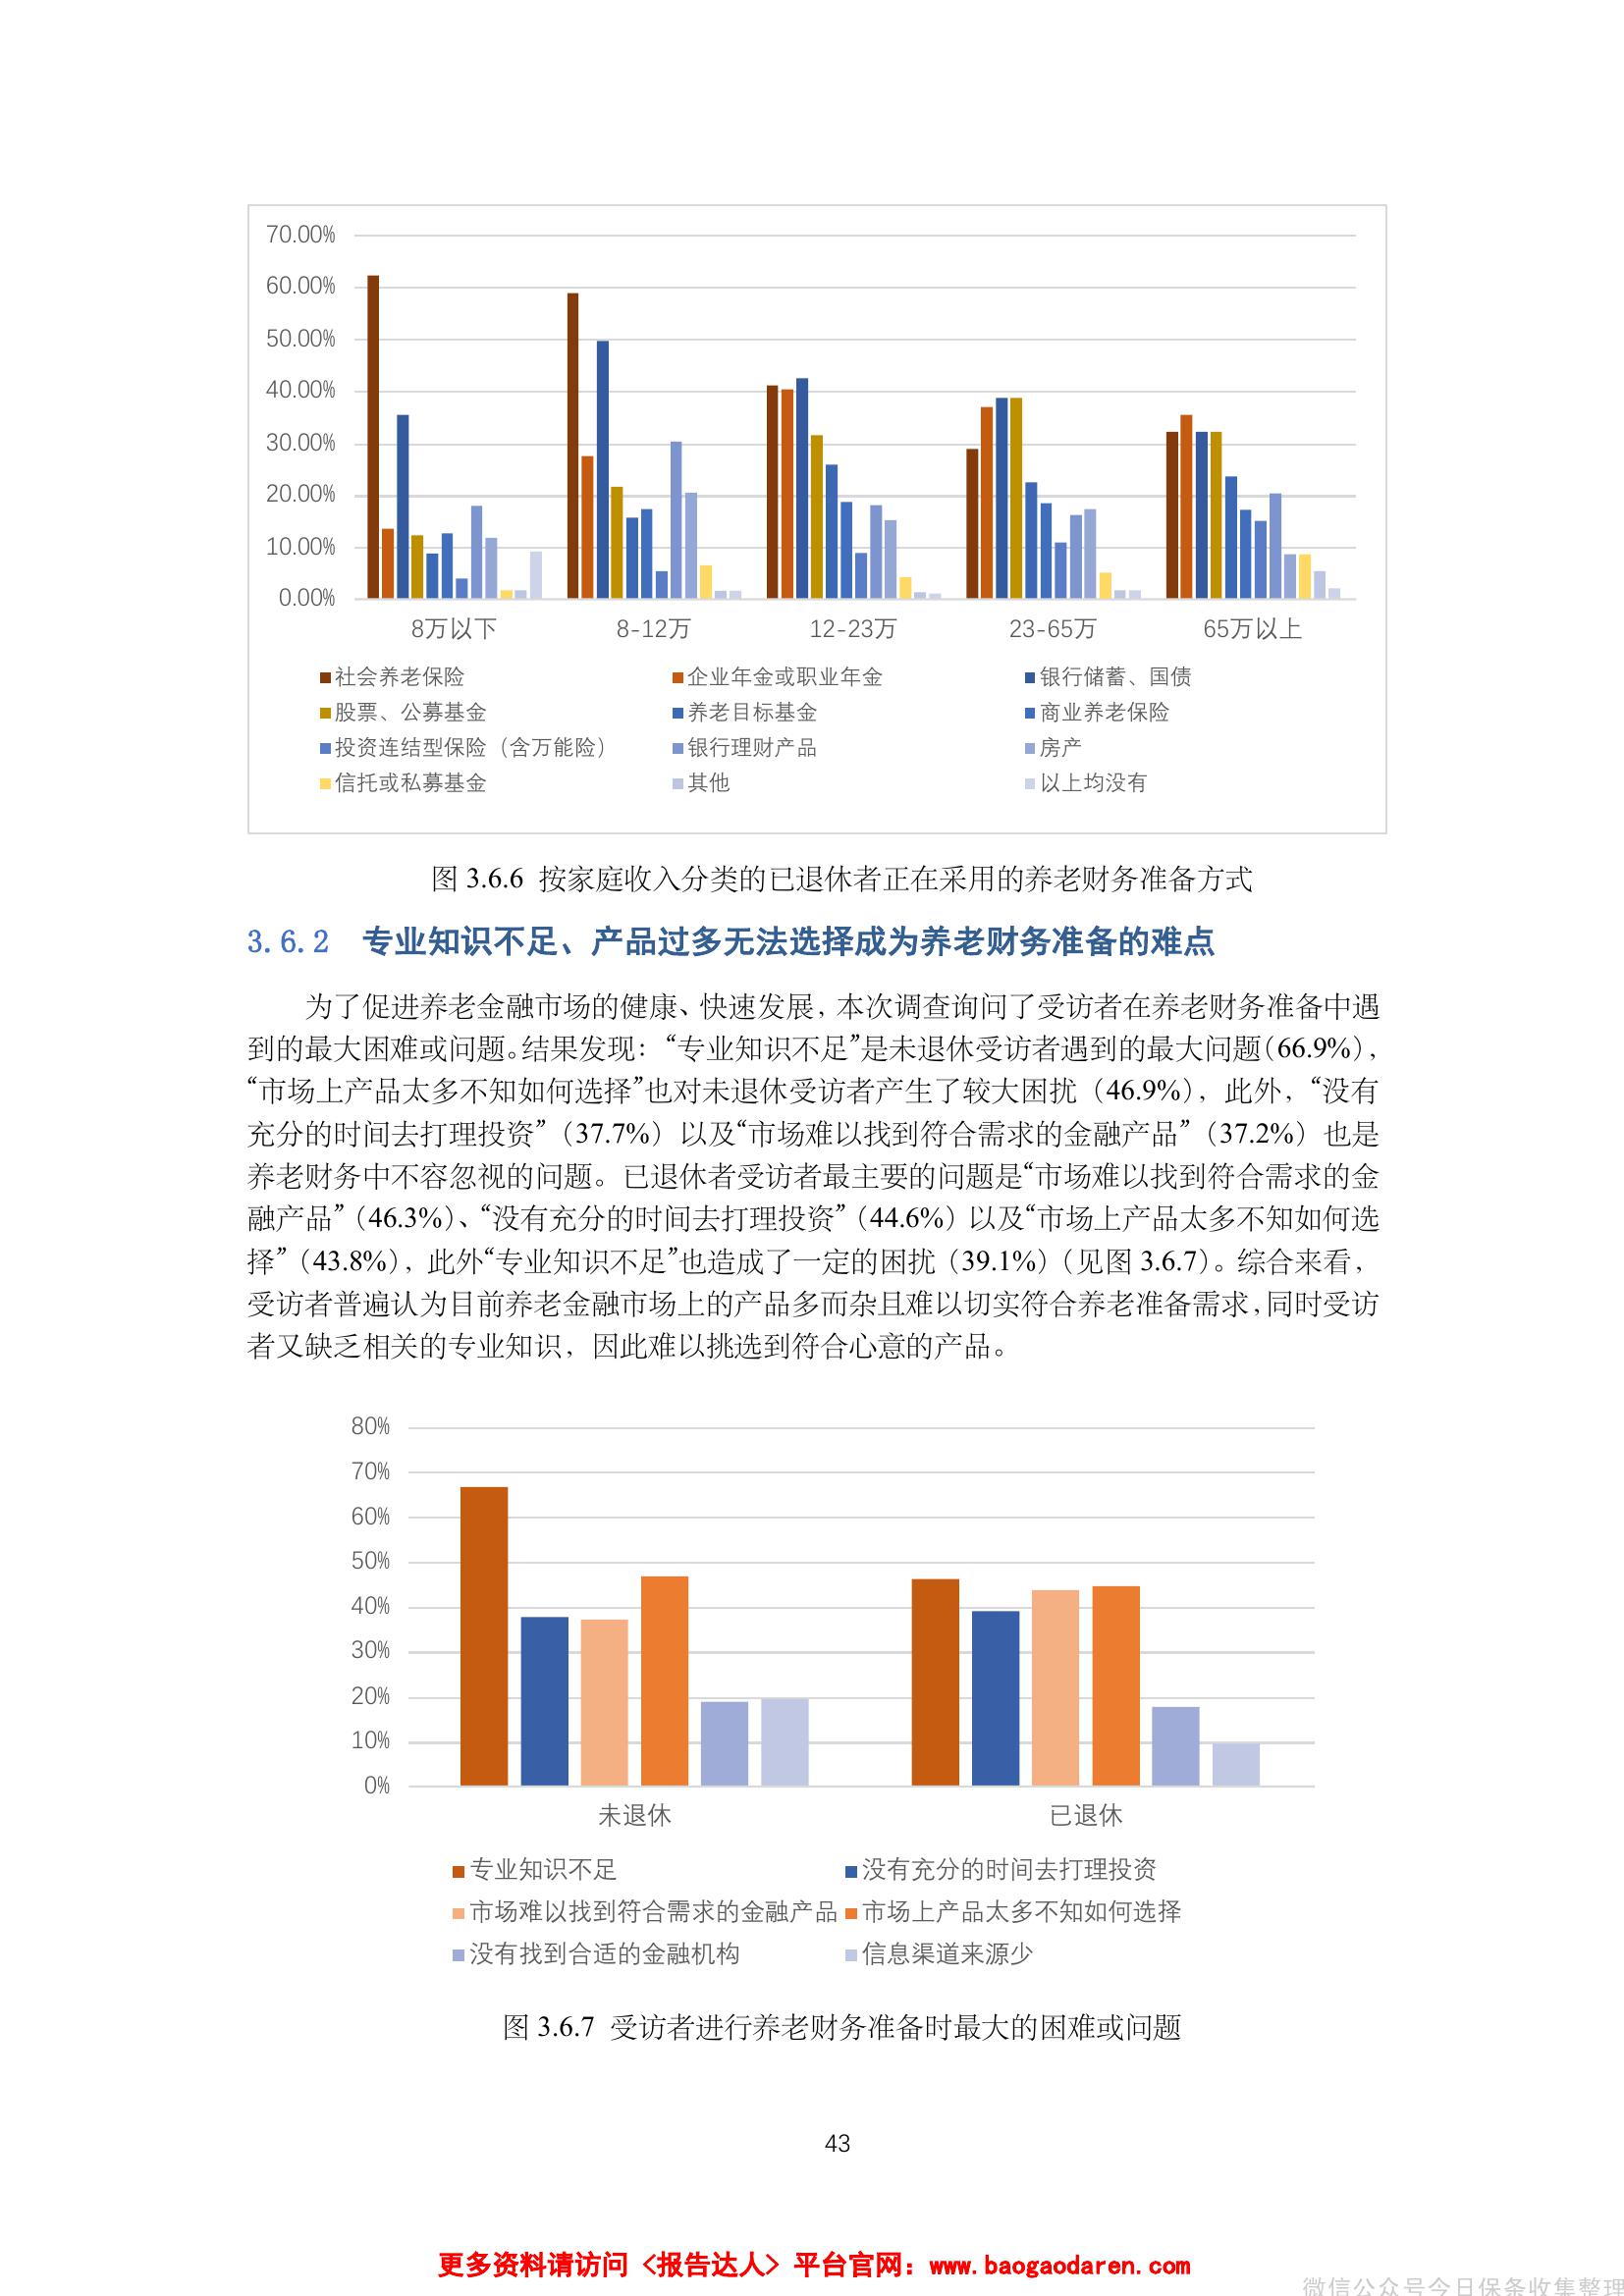 70.00%
60.00%
50.00%
40.00%
30.00%
20.00%
10.00%
0.00%
8万以下 8-12万 12-23万 23-65万 65万以上
社会养老保险 企业年金或职业年金 银行储蓄、国债
股票、公募基金 养老目标基金 商业养老保险
投资连结型保险（含万能险） 银行理财产品 房产
信托或私募基金 其他 以上均没有
图 3.6.6 按家庭收入分类的已退休者正在采用的养老财务准备方式
3.6.2 专业知识不足、产品过多无法选择成为养老财务准备的难点
为了促进养老金融市场的健康、快速发展，本次调查询问了受访者在养老财务准备中遇
到的最大困难或问题。结果发现：“专业知识不足”是未退休受访者遇到的最大问题（66.9%），
“市场上产品太多不知如何选择”也对未退休受访者产生了较大困扰（46.9%），此外，“没有
充分的时间去打理投资”（37.7%）以及“市场难以找到符合需求的金融产品”（37.2%）也是
养老财务中不容忽视的问题。已退休者受访者最主要的问题是“市场难以找到符合需求的金
融产品”（46.3%）、“没有充分的时间去打理投资”（44.6%）以及“市场上产品太多不知如何选
择”（43.8%），此外“专业知识不足”也造成了一定的困扰（39.1%）（见图 3.6.7）。综合来看，
受访者普遍认为目前养老金融市场上的产品多而杂且难以切实符合养老准备需求，同时受访
者又缺乏相关的专业知识，因此难以挑选到符合心意的产品。
80%
70%
60%
50%
40%
30%
20%
10%
0%
未退休 已退休
专业知识不足 没有充分的时间去打理投资
市场难以找到符合需求的金融产品 市场上产品太多不知如何选择
没有找到合适的金融机构 信息渠道来源少
图 3.6.7 受访者进行养老财务准备时最大的困难或问题
43
更多资料请访问〈报告达人〉平台官网：www.baogaodaren.com
微信公众号今日保条收集整理